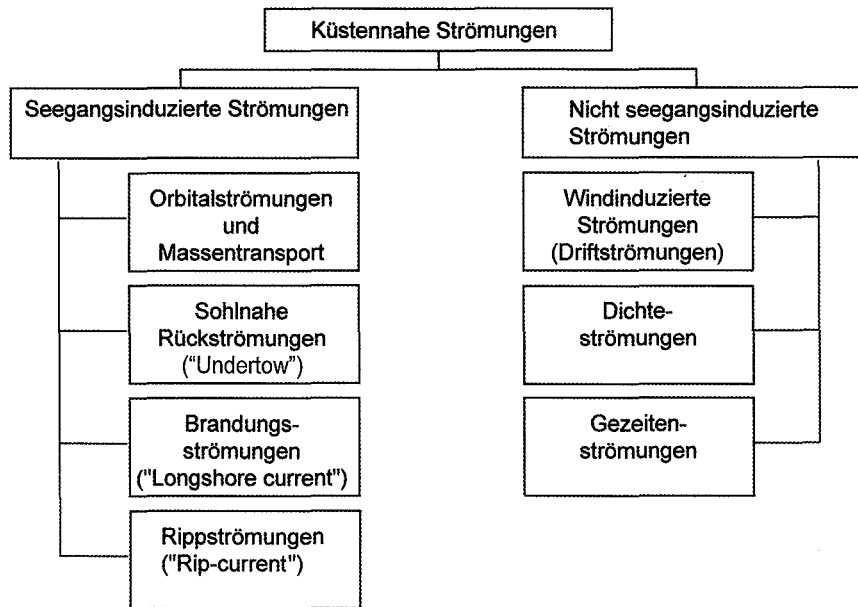 Küstennahe Strömungen
Seegangsinduzierte Strömungen
Nicht seegangsinduzierte
Strömungen
Orbitalströmungen
und
Massentransport
Sohlnahe
Rückströmungen
(“Undertow”)
Brandungs-
strömungen
("Longshore current")
Rippströmungen
("Rip-current")
Windinduzierte
Strömungen
(Driftströmungen)
Dichte-
strömungen
Gezeiten-
strömungen